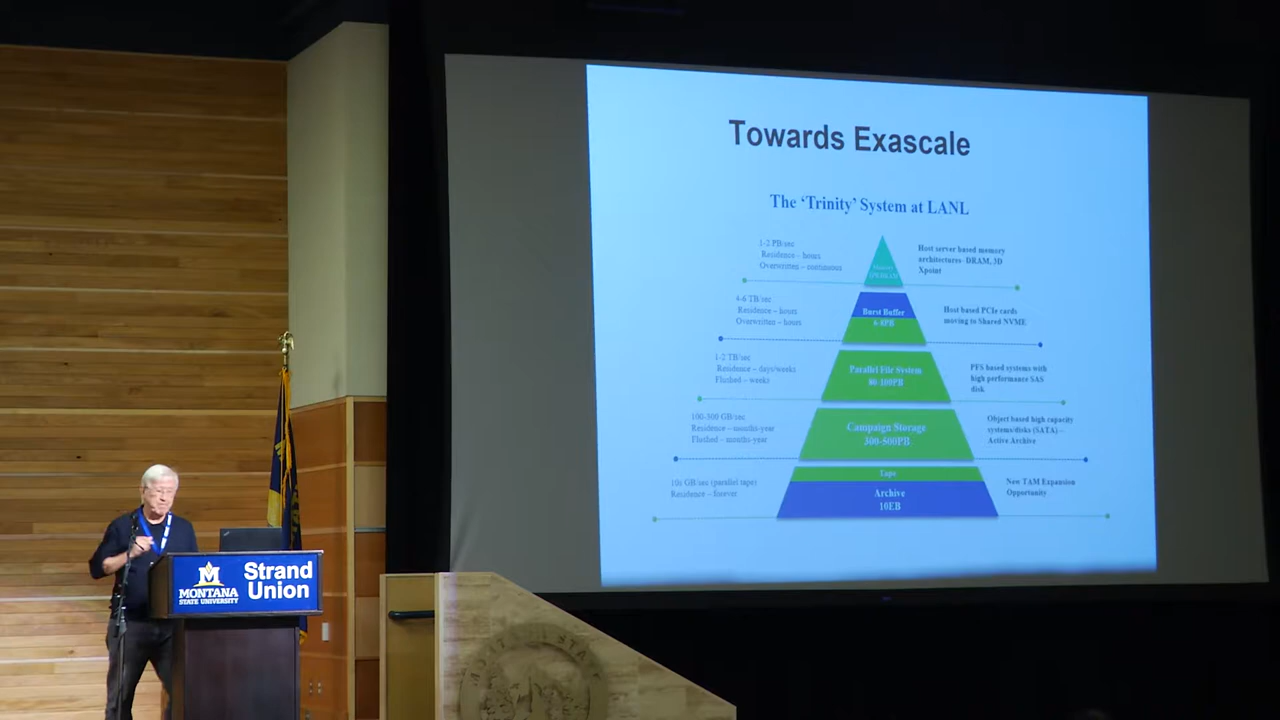 Towards Exascale
The ‘Trinity’ System at LANL
1-2 PB/sec
Residence – hours
Overwritten – continuous
Memory
Host server based memory
architectures- DRAM, 3D
Xpoint
4-6 TB/sec
Residence – hours
Overwritten – hours
Burst Buffer
4-8PB
Host based PCIe cards
moving to Shared NVME
1-2 TB/sec
Residence – days/weeks
Flushed – weeks
Parallel File System
80-100PB
PFS based systems with
high performance SAS
disk
100-500 GB/sec
Residence – months-year
Flushed – months-year
Campaign Storage
300-500PB
Object based high capacity
systems/disks (SATA) –
Active Archive
10s GB/sec (parallel tape)
Residence – forever
Tape
Archive
10EB
New TAM Expansion
Opportunity
M
MONTANA
STATE UNIVERSITY
Strand
Union